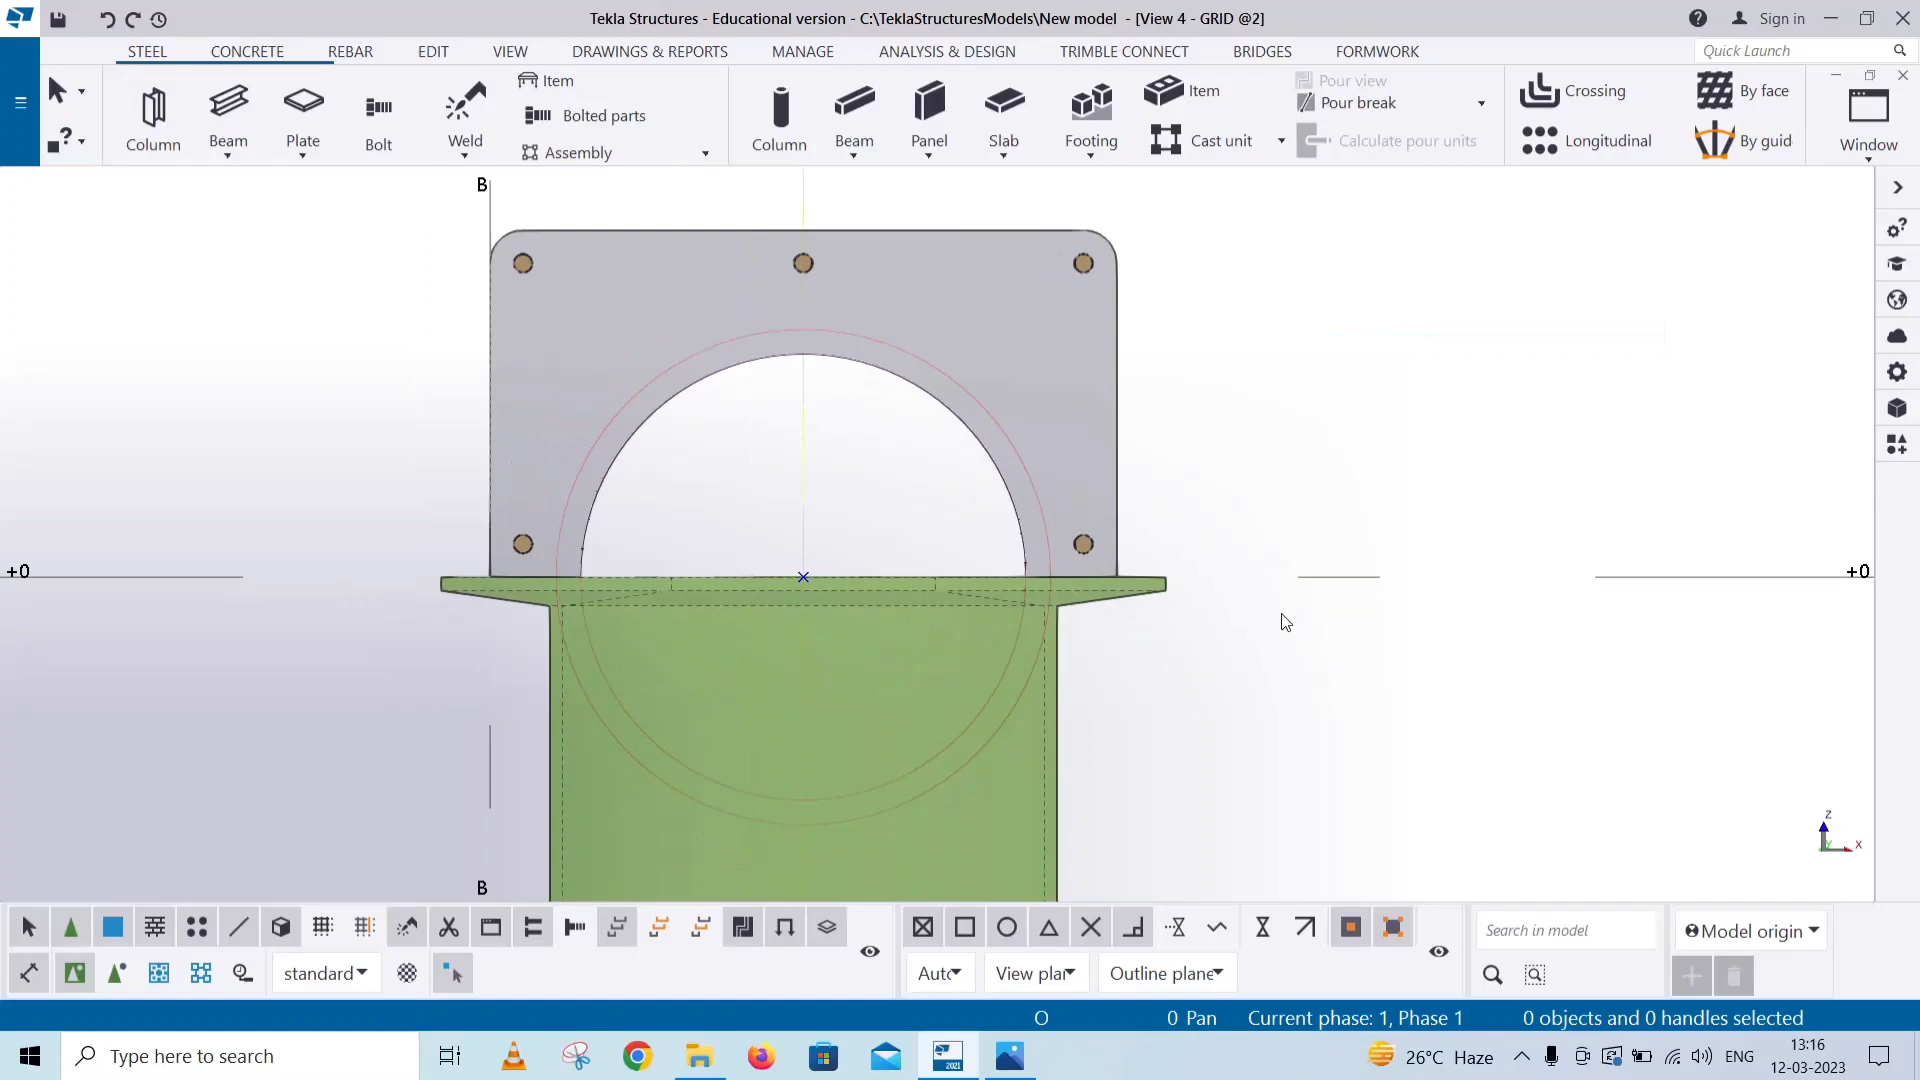 Tekla Structures - Educational version - C:\TeklaStructuresModels\New model - [View 4 - GRID @2]
Sign in
STEEL CONCRETE REBAR EDIT VIEW DRAWINGS & REPORTS MANAGE ANALYSIS & DESIGN TRIMBLE CONNECT BRIDGES FORMWORK
Quick Launch
Item Item Pour view Crossing By face
Bolted parts Pour break
Column Beam Plate Bolt Weld Assembly Column Beam Panel Slab Footing Cast unit Calculate pour units Longitudinal By guid Window
B
+0 +0
z
x
B
Search in model
Model origin
standard
Auto
View plar
Outline plane
O 0 Pan Current phase: 1, Phase 1 0 objects and 0 handles selected
Type here to search
2021
26°C Haze
ENG
13:16
12-03-2023